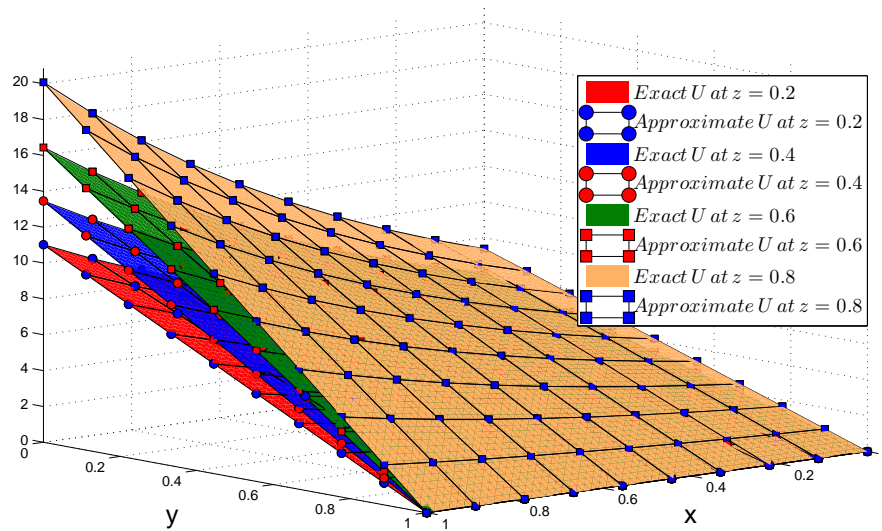 20
18
16
14
12
10
8
6
4
2
0
0
0.2
0.4
0.6
0.8
1
1
0.8
0.6
0.4
0.2
y
x
Exact U at z = 0.2
Approximate U at z = 0.2
Exact U at z = 0.4
Approximate U at z = 0.4
Exact U at z = 0.6
Approximate U at z = 0.6
Exact U at z = 0.8
Approximate U at z = 0.8